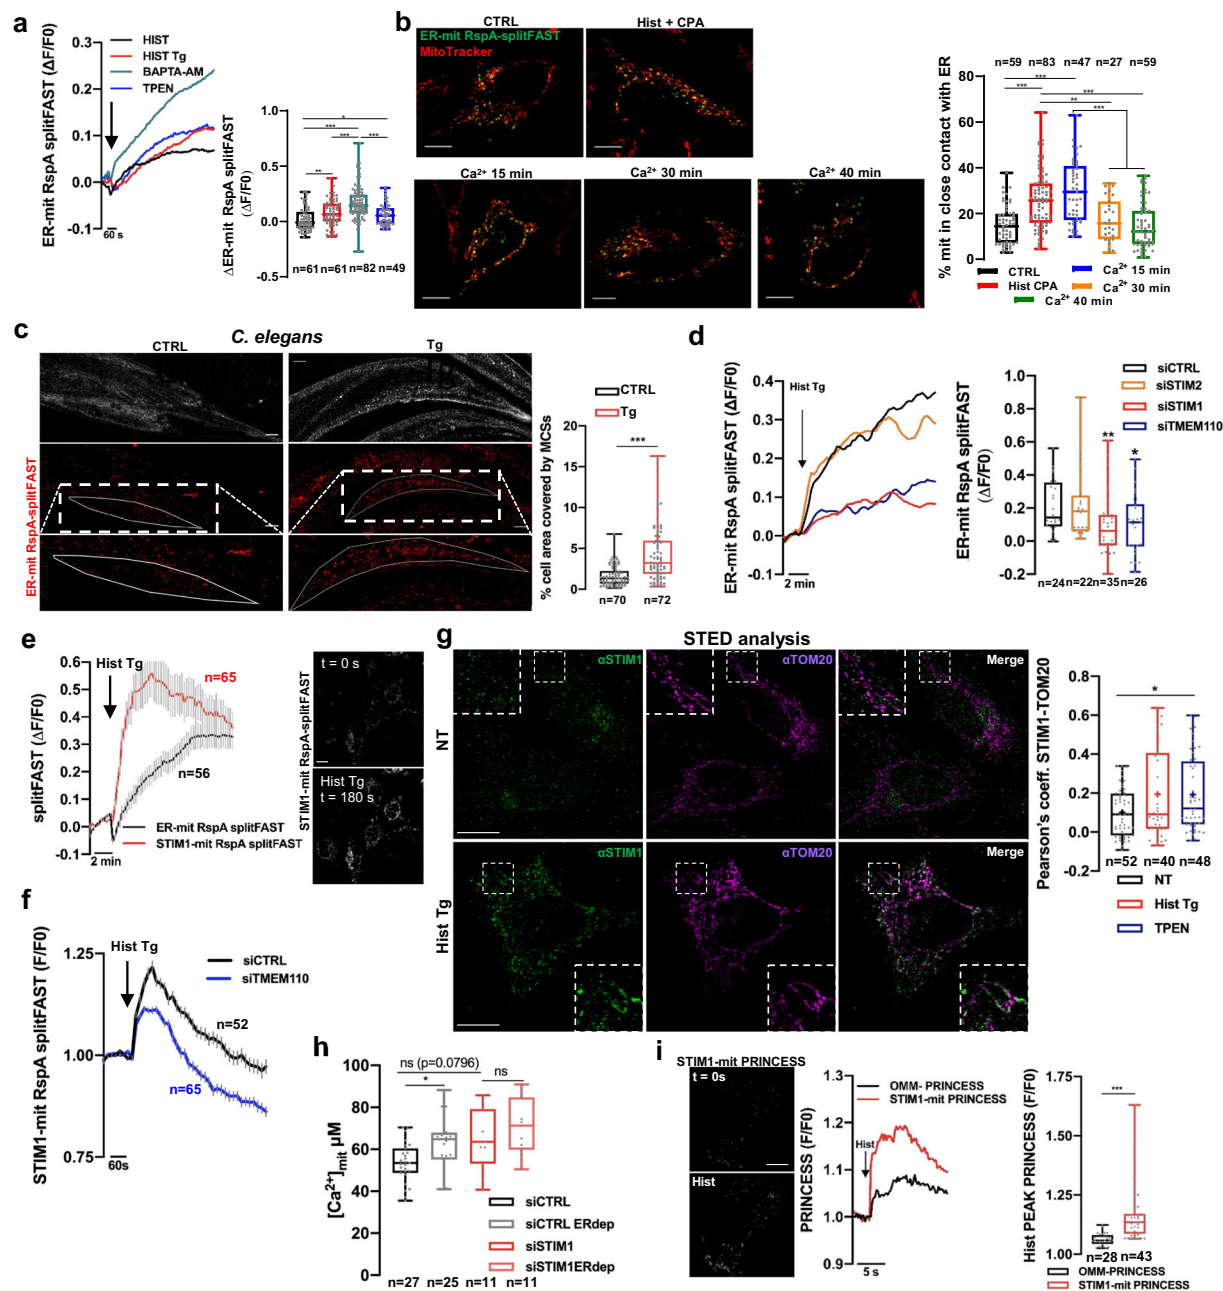 a
ER-mit RspA splitFAST (ΔF/F0)
0.3
0.2
0.1
0.0
-0.1
HIST
HIST Tg
BAPTA-AM
TPEN
60 s
ΔER-mit RspA splitFAST
(ΔF/F0)
1.0
0.5
0.0
-0.5
*
***
*** ***
**
n=61 n=61 n=82 n=49
b
CTRL
Hist + CPA
ER-mit RspA-splitFAST
MitoTracker
Ca²⁺ 15 min
Ca²⁺ 30 min
Ca²⁺ 40 min
% mit in close contact with ER
80
60
40
20
0
n=59 n=83 n=47 n=27 n=59
***
***
***
**
***
CTRL
Hist CPA
Ca²⁺ 15 min
Ca²⁺ 30 min
Ca²⁺ 40 min
c
C. elegans
CTRL
Tg
ER-mit RspA-splitFAST
CTRL
Tg
% cell area covered by MCSs
20
15
10
5
0
***
n=70 n=72
d
ER-mit RspA splitFAST (ΔF/F0)
0.4
0.3
0.2
0.1
0.0
-0.1
Hist Tg
2 min
ER-mit RspA splitFAST
(ΔF/F0)
1.0
0.8
0.6
0.4
0.2
0.0
-0.2
siCTRL
siSTIM2
siSTIM1
siTMEM110
**
*
n=24 n=22 n=35 n=26
e
splitFAST (ΔF/F0)
0.6
0.5
0.4
0.3
0.2
0.1
0.0
-0.1
Hist Tg
n=65
n=56
ER-mit RspA splitFAST
STIM1-mit RspA splitFAST
2 min
STIM1-mit RspA-splitFAST
t = 0 s
Hist Tg
t = 180 s
f
STIM1-mit RspA splitFAST (F/F0)
1.25
1.00
0.75
Hist Tg
siCTRL
siTMEM110
n=52
n=65
60s
g
STED analysis
NT
αSTIM1
αTOM20
Merge
Hist Tg
αSTIM1
αTOM20
Merge
Pearson's coeff. STIM1-TOM20
0.8
0.6
0.4
0.2
0.0
-0.2
*
n=52 n=40 n=48
NT
Hist Tg
TPEN
h
[Ca²⁺]mit μM
100
80
60
40
20
0
ns (p=0.0796)
ns
*
siCTRL
siCTRL ERdep
siSTIM1
siSTIM1ERdep
n=27 n=25 n=11 n=11
i
STIM1-mit PRINCESS
t = 0s
Hist
PRINCESS (F/F0)
1.3
1.2
1.1
1.0
0.9
OMM- PRINCESS
STIM1-mit PRINCESS
Hist
5 s
Hist PEAK PRINCESS (F/F0)
1.75
1.50
1.25
1.00
***
n=28 n=43
OMM-PRINCESS
STIM1-mit PRINCESS